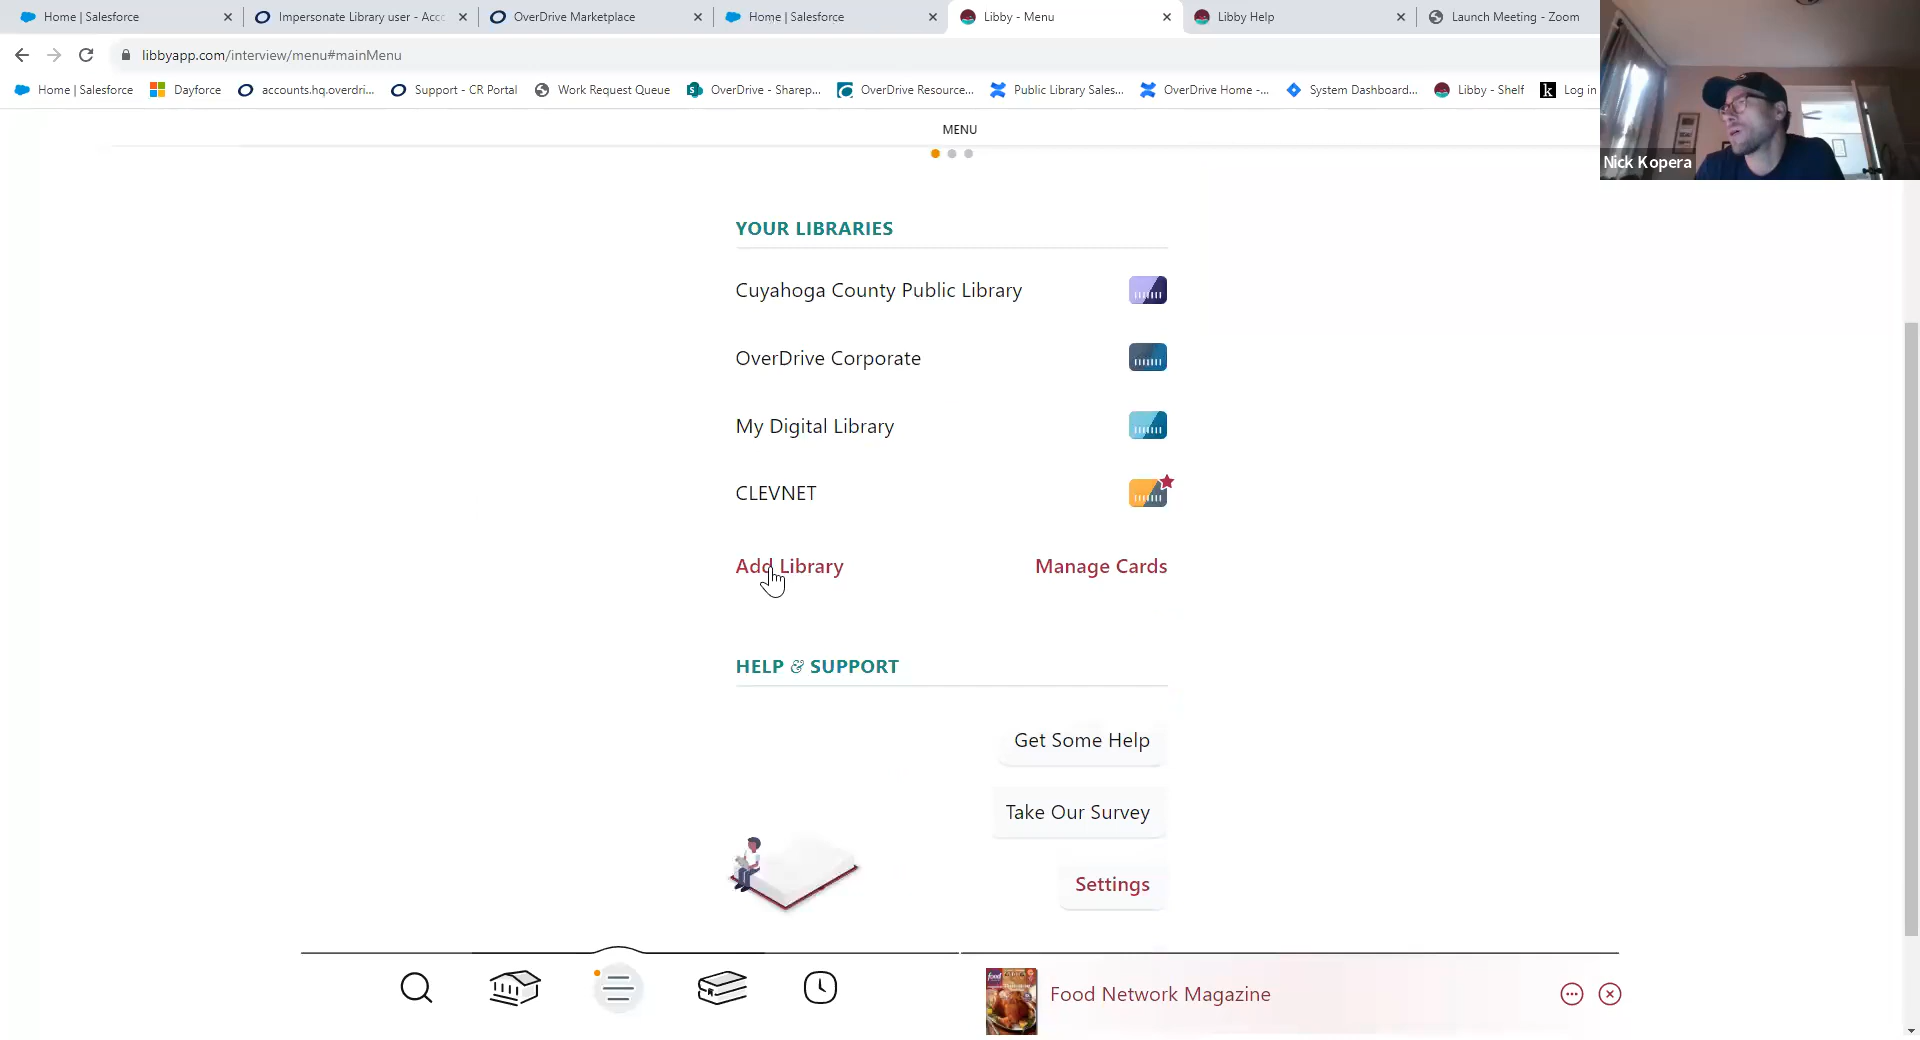 Home | Salesforce
Impersonate Library user - Acc
OverDrive Marketplace
Home | Salesforce
Libby - Menu
Libby Help
Launch Meeting - Zoom
libbyapp.com/interview/menu#mainMenu
Home | Salesforce
Dayforce
accounts.hq.overdri...
Support - CR Portal
Work Request Queue
OverDrive - Sharep...
OverDrive Resource...
Public Library Sales...
OverDrive Home -...
System Dashboard...
Libby - Shelf
k
Log in
Nick Kopera
MENU
YOUR LIBRARIES
Cuyahoga County Public Library
OverDrive Corporate
My Digital Library
CLEVNET
Add Library
Manage Cards
HELP & SUPPORT
Get Some Help
Take Our Survey
Settings
food
Food Network Magazine